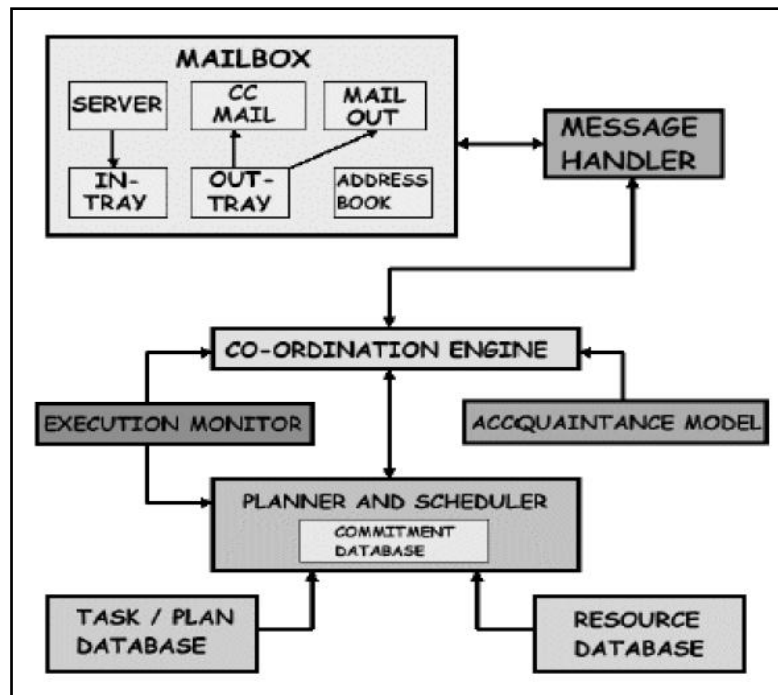 MAILBOX
SERVER
CC
MAIL
MAIL
OUT
IN-
TRAY
OUT-
TRAY
ADDRESS
BOOK
MESSAGE
HANDLER
CO-ORDINATION ENGINE
EXECUTION MONITOR
ACCQUAINTANCE MODEL
PLANNER AND SCHEDULER
COMMITMENT
DATABASE
TASK / PLAN
DATABASE
RESOURCE
DATABASE